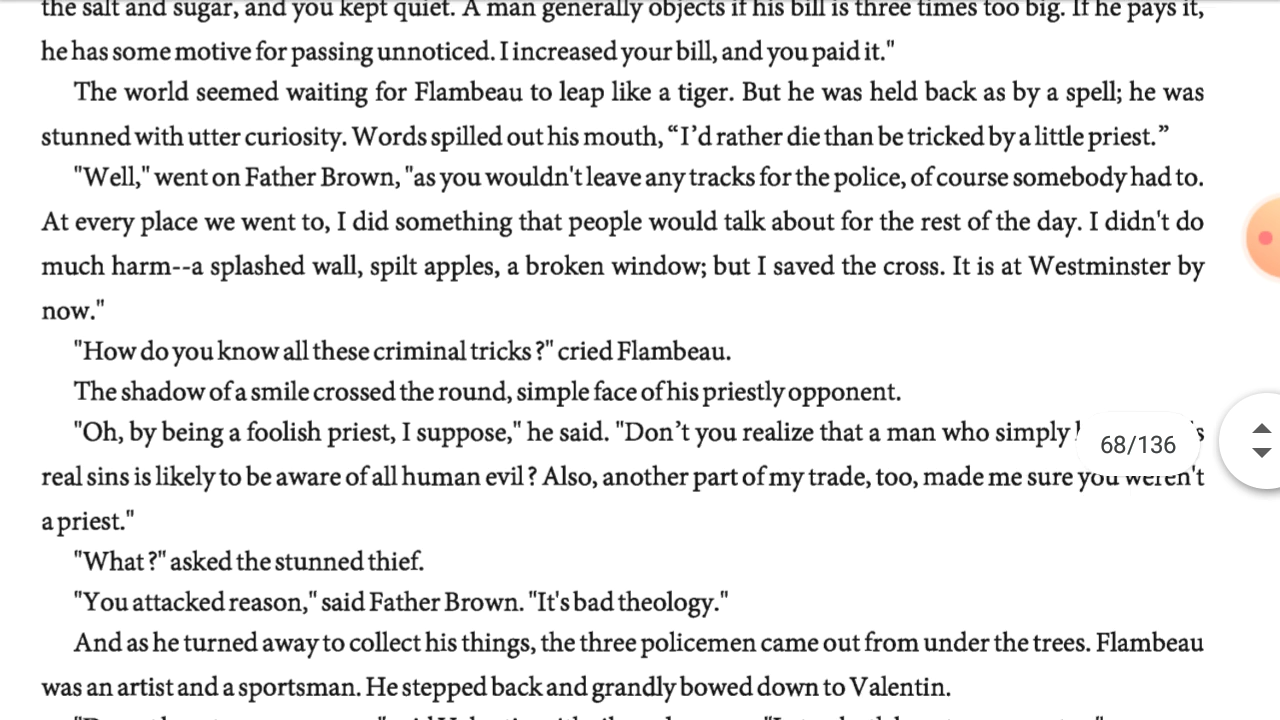 the salt and sugar, and you kept quiet. A man generally objects if his bill is three times too big. If he pays it,
he has some motive for passing unnoticed. I increased your bill, and you paid it."
The world seemed waiting for Flambeau to leap like a tiger. But he was held back as by a spell; he was
stunned with utter curiosity. Words spilled out his mouth, “I’d rather die than be tricked by a little priest.”
"Well," went on Father Brown, "as you wouldn't leave any tracks for the police, of course somebody had to.
At every place we went to, I did something that people would talk about for the rest of the day. I didn't do
much harm--a splashed wall, spilt apples, a broken window; but I saved the cross. It is at Westminster by
now."
"How do you know all these criminal tricks?" cried Flambeau.
The shadow of a smile crossed the round, simple face of his priestly opponent.
"Oh, by being a foolish priest, I suppose," he said. "Don’t you realize that a man who simply
68/136
real sins is likely to be aware of all human evil? Also, another part of my trade, too, made me sure you weren't
a priest."
"What?" asked the stunned thief.
"You attacked reason," said Father Brown. "It's bad theology."
And as he turned away to collect his things, the three policemen came out from under the trees. Flambeau
was an artist and a sportsman. He stepped back and grandly bowed down to Valentin.